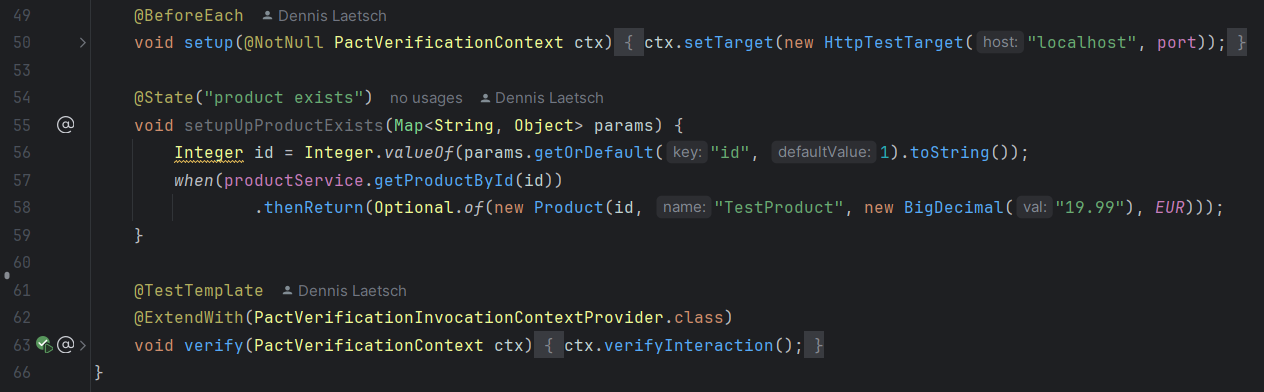 49 @BeforeEach Dennis Laetsch
50 void setup(@NotNull PactVerificationContext ctx) { ctx.setTarget(new HttpTestTarget( host: "localhost", port)); }
53
54 @State("product exists") no usages Dennis Laetsch
55 void setupUpProductExists(Map<String, Object> params) {
56 Integer id = Integer.valueOf(params.getOrDefault( key: "id", defaultValue: 1).toString());
57 when(productService.getProductById(id))
58 .thenReturn(Optional.of(new Product(id, name: "TestProduct", new BigDecimal( val: "19.99"), EUR)));
59 }
60
61 @TestTemplate Dennis Laetsch
62 @ExtendWith(PactVerificationInvocationContextProvider.class)
63 void verify(PactVerificationContext ctx) { ctx.verifyInteraction(); }
66 }